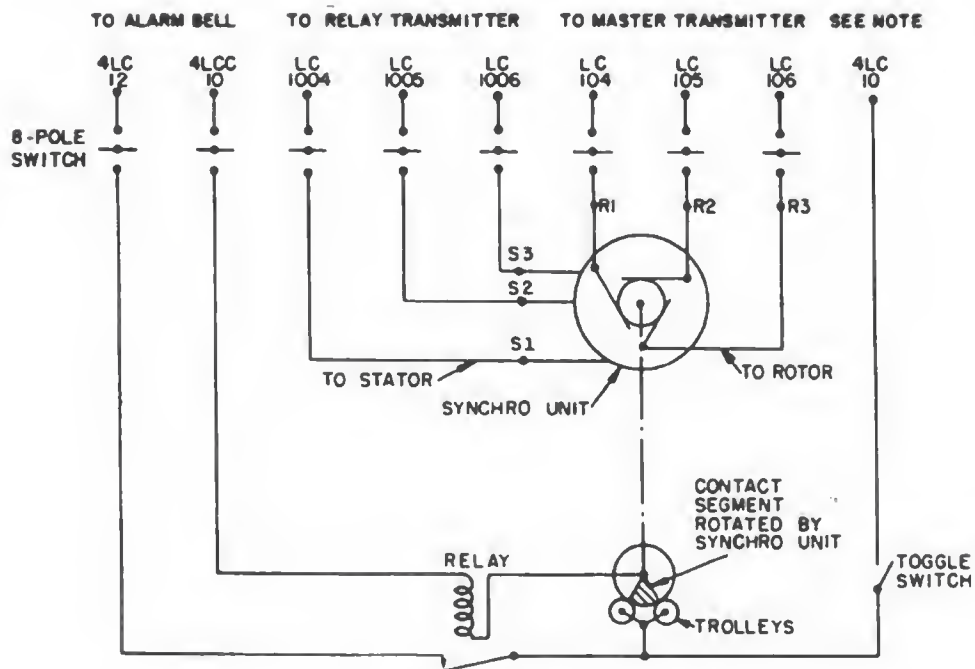 TO ALARM BELL
TO RELAY TRANSMITTER
TO MASTER TRANSMITTER
SEE NOTE
4LC
12
4LCC
10
LC
1004
LC
1005
LC
1006
LC
104
LC
105
LC
106
4LC
10
8-POLE
SWITCH
R1
R2
R3
S3
S2
S1
TO STATOR
TO ROTOR
SYNCHRO UNIT
CONTACT
SEGMENT
ROTATED BY
SYNCHRO UNIT
RELAY
TOGGLE
SWITCH
TROLLEYS